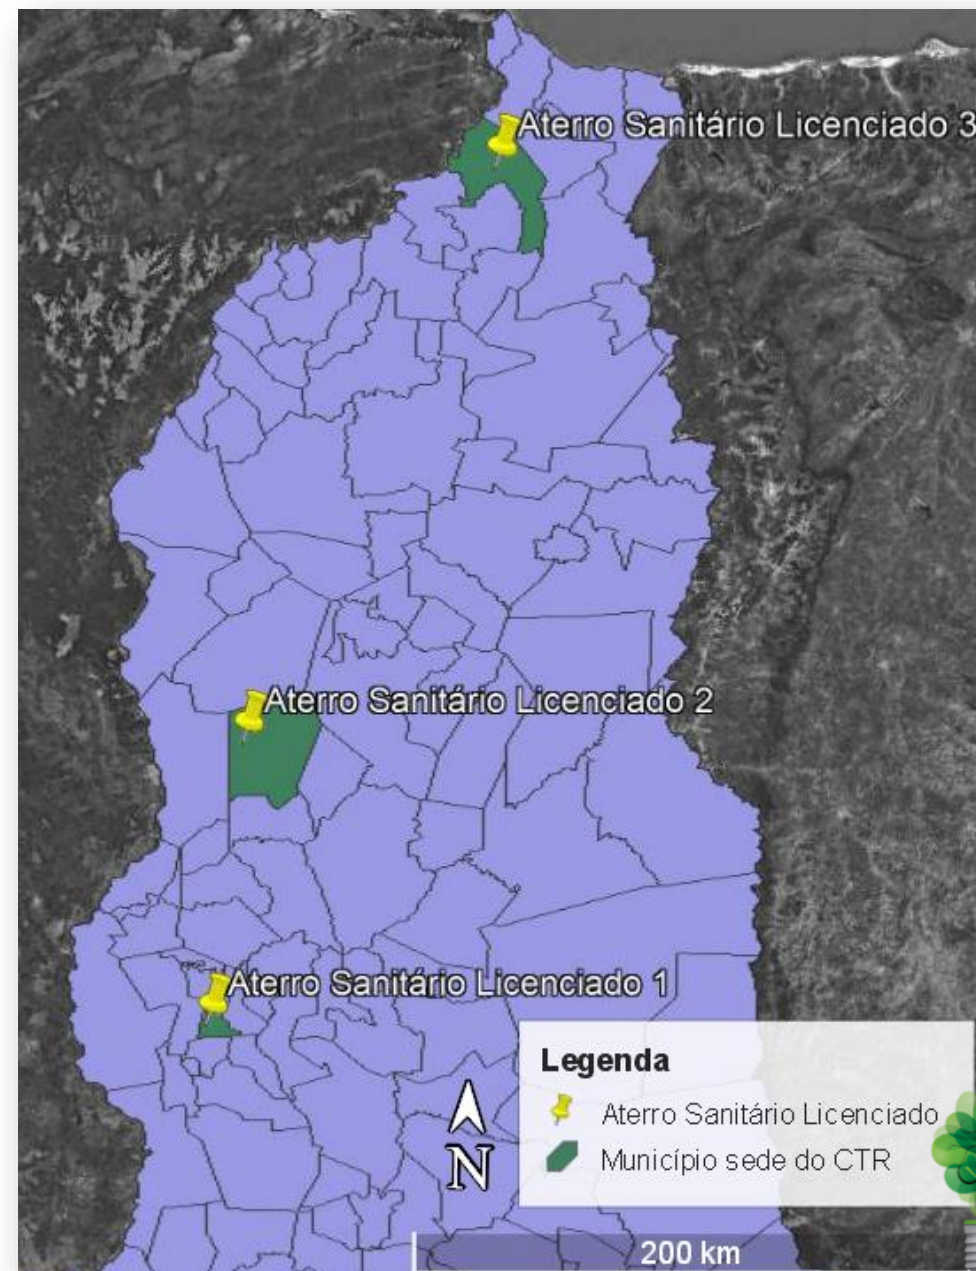 Aterro Sanitário Licenciado 3
Aterro Sanitário Licenciado 2
Aterro Sanitário Licenciado 1
Legenda
Aterro Sanitário Licenciado
Município sede do CTR
N
200 km